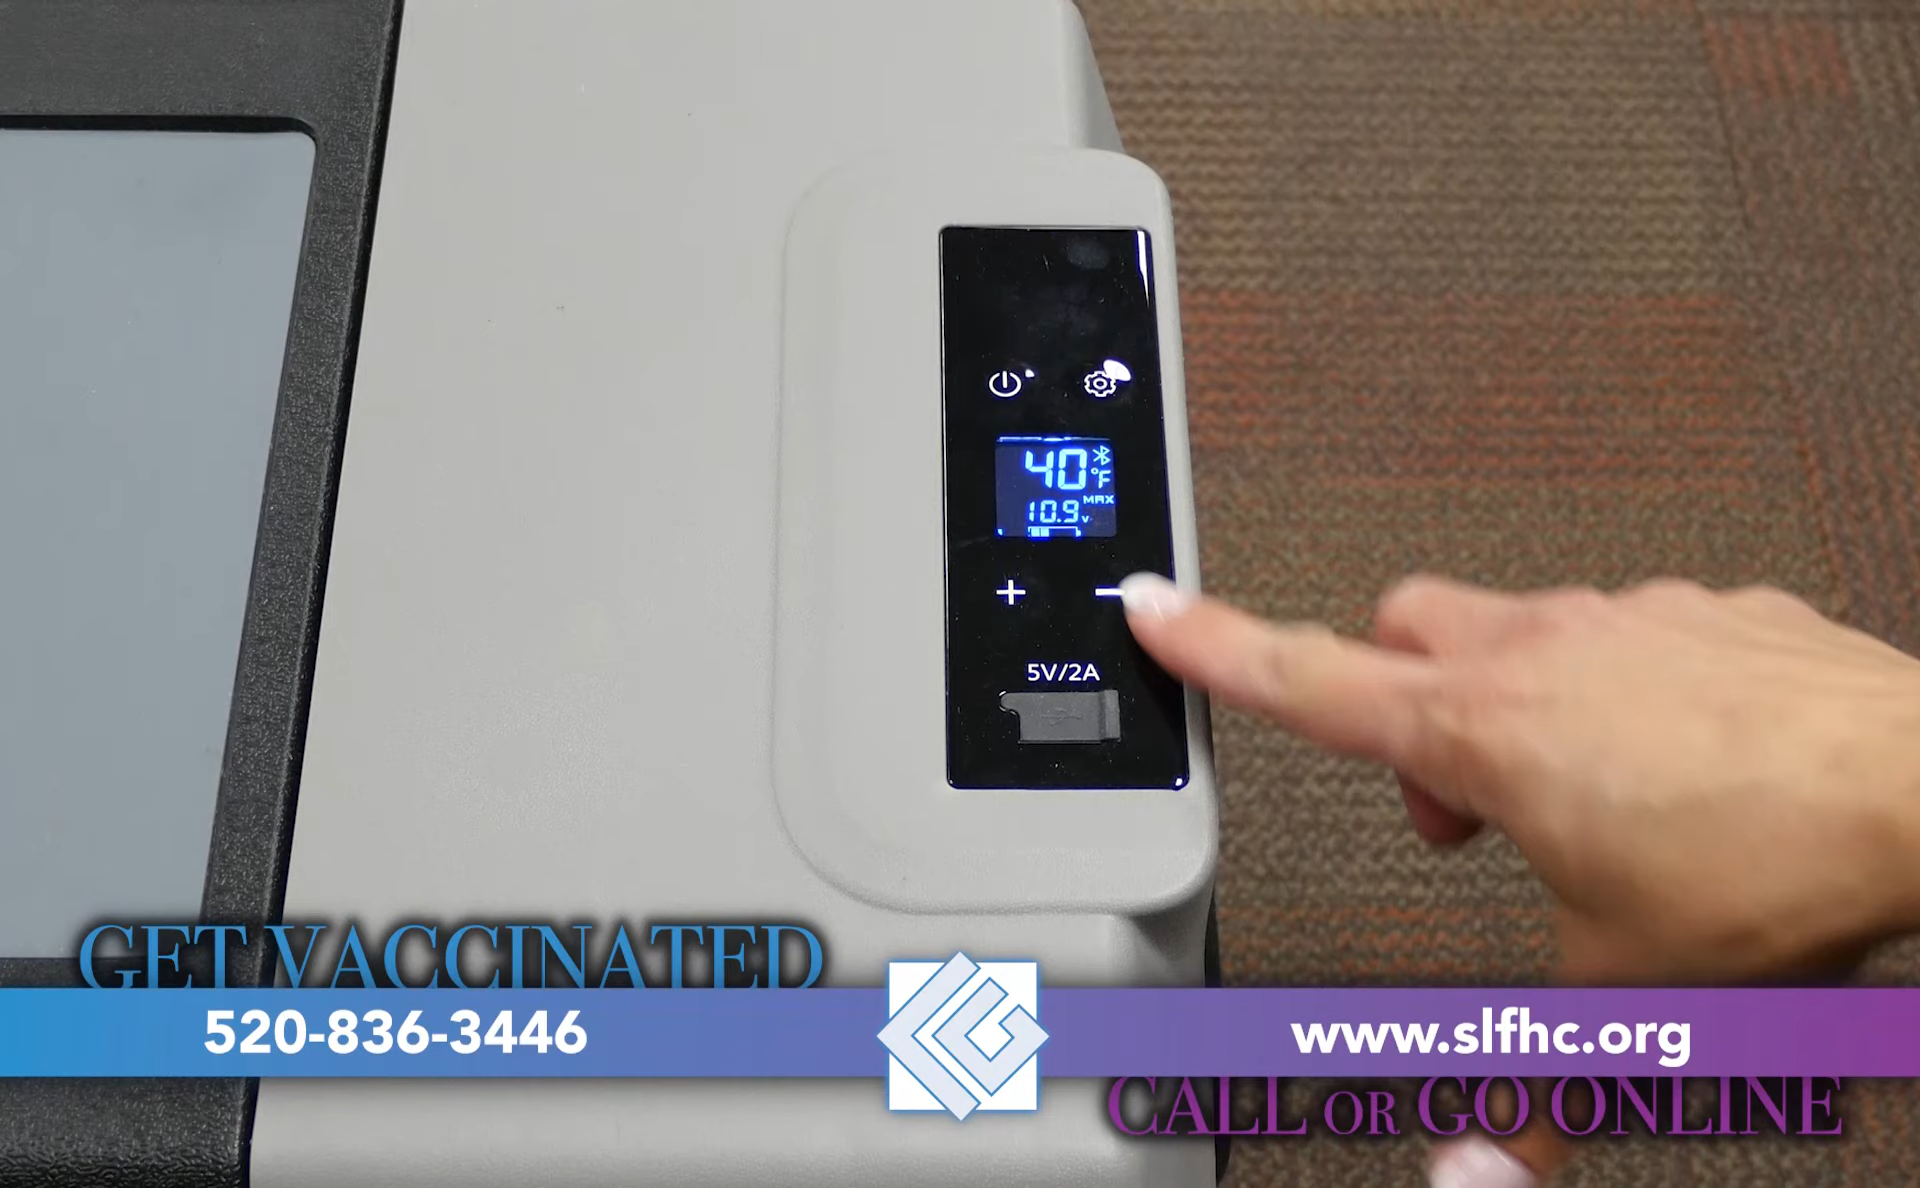 40 °F
MAX
10.9 v
+ −
5V/2A
GET VACCINATED
520-836-3446
www.slfhc.org
CALL OR GO ONLINE